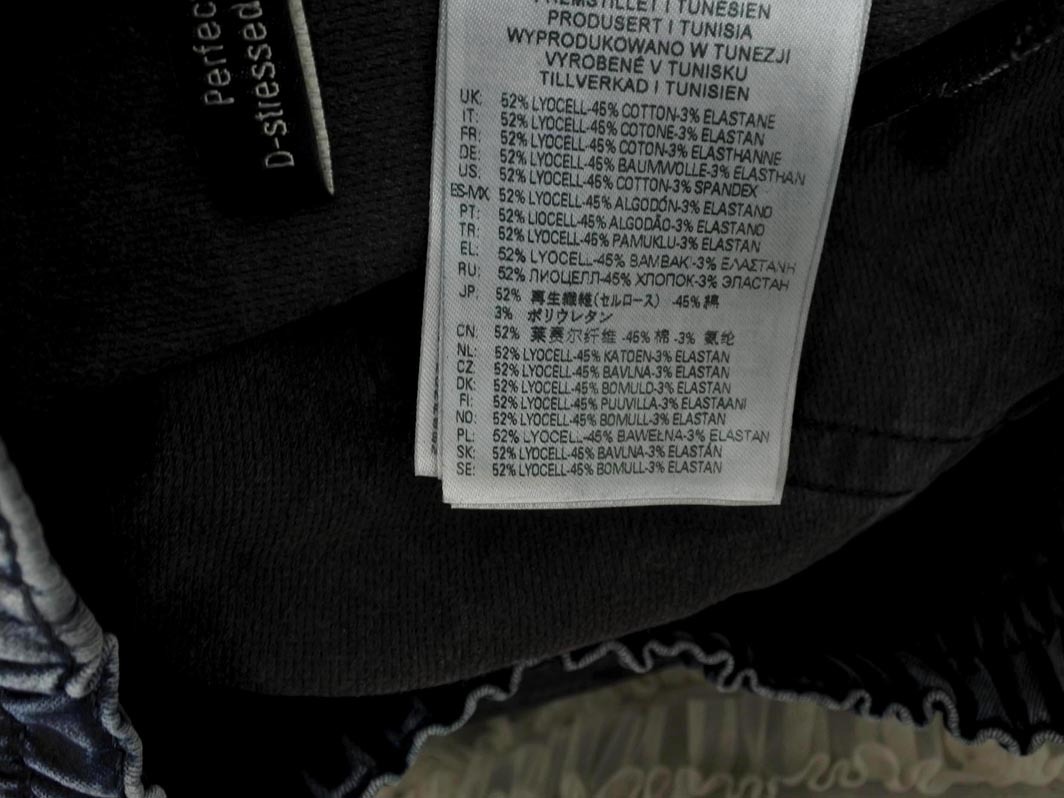 Perfec
D-stressed
FREMSTILLET I TUNESIEN
PRODUSERT I TUNISIA
WYPRODUKOWANO W TUNEZJI
VYROBENÉ V TUNISKU
TILLVERKAD I TUNISIEN
UK: 52% LYOCELL-45% COTTON-3% ELASTANE
IT: 52% LYOCELL-45% COTONE-3% ELASTAN
FR: 52% LYOCELL-45% COTON-3% ELASTHANNE
DE: 52% LYOCELL-45% BAUMWOLLE-3% ELASTHAN
US: 52% LYOCELL-45% COTTON-3% SPANDEX
ES-MX 52% LYOCELL-45% ALGODÓN-3% ELASTANO
PT: 52% LIOCELL-45% ALGODÃO-3% ELASTANO
TR: 52% LYOCELL-45% PAMUKLU-3% ELASTAN
EL: 52% LYOCELL-45% ΒΑΜΒΑΚΙ-3% ΕΛΑΣΤΑΝΗ
RU: 52% ЛИОЦЕЛЛ-45% ХЛОПОК-3% ЭЛАСТАН
JP: 52% 再生繊維(セルロース) -45% 綿
3% ポリウレタン
CN: 52% 莱赛尔纤维 -45% 棉 -3% 氨纶
NL: 52% LYOCELL-45% KATOEN-3% ELASTAN
CZ: 52% LYOCELL-45% BAVLNA-3% ELASTAN
DK: 52% LYOCELL-45% BOMULD-3% ELASTAN
FI: 52% LYOCELL-45% PUUVILLA-3% ELASTAANI
NO: 52% LYOCELL-45% BOMULL-3% ELASTAN
PL: 52% LYOCELL-45% BAWEŁNA-3% ELASTAN
SK: 52% LYOCELL-45% BAVLNA-3% ELASTÁN
SE: 52% LYOCELL-45% BOMULL-3% ELASTAN